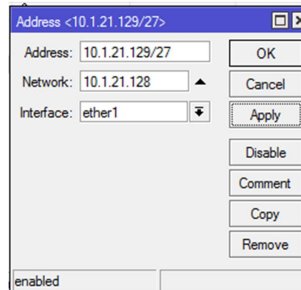 Address <10.1.21.129/27>
Address: 10.1.21.129/27 OK
Network: 10.1.21.128 Cancel
Interface: ether1 Apply
Disable
Comment
Copy
Remove
enabled